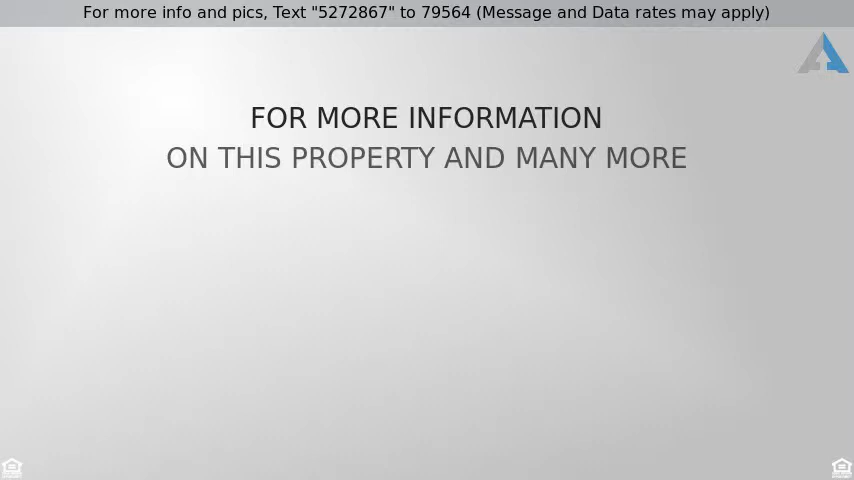 For more info and pics, Text "5272867" to 79564 (Message and Data rates may apply)
FOR MORE INFORMATION
ON THIS PROPERTY AND MANY MORE